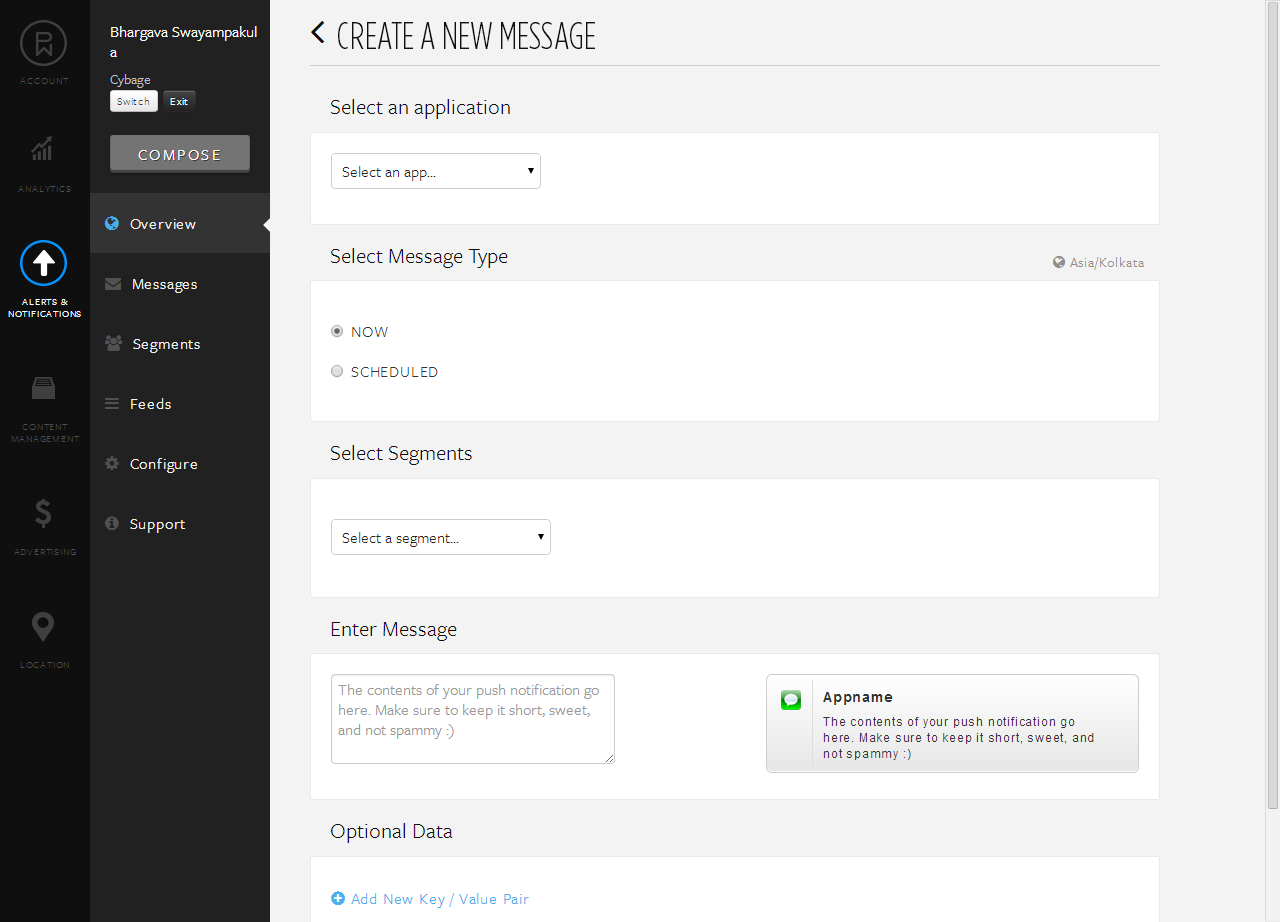 ACCOUNT
ANALYTICS
ALERTS &
NOTIFICATIONS
CONTENT
MANAGEMENT
ADVERTISING
LOCATION
Bhargava Swayampakul
a
Cybage
Switch Exit
COMPOSE
Overview
Messages
Segments
Feeds
Configure
Support
CREATE A NEW MESSAGE
Select an application
Select an app...
Select Message Type
Asia/Kolkata
NOW
SCHEDULED
Select Segments
Select a segment...
Enter Message
The contents of your push notification go
here. Make sure to keep it short, sweet,
and not spammy :)
Appname
The contents of your push notification go
here. Make sure to keep it short, sweet, and
not spammy :)
Optional Data
Add New Key / Value Pair